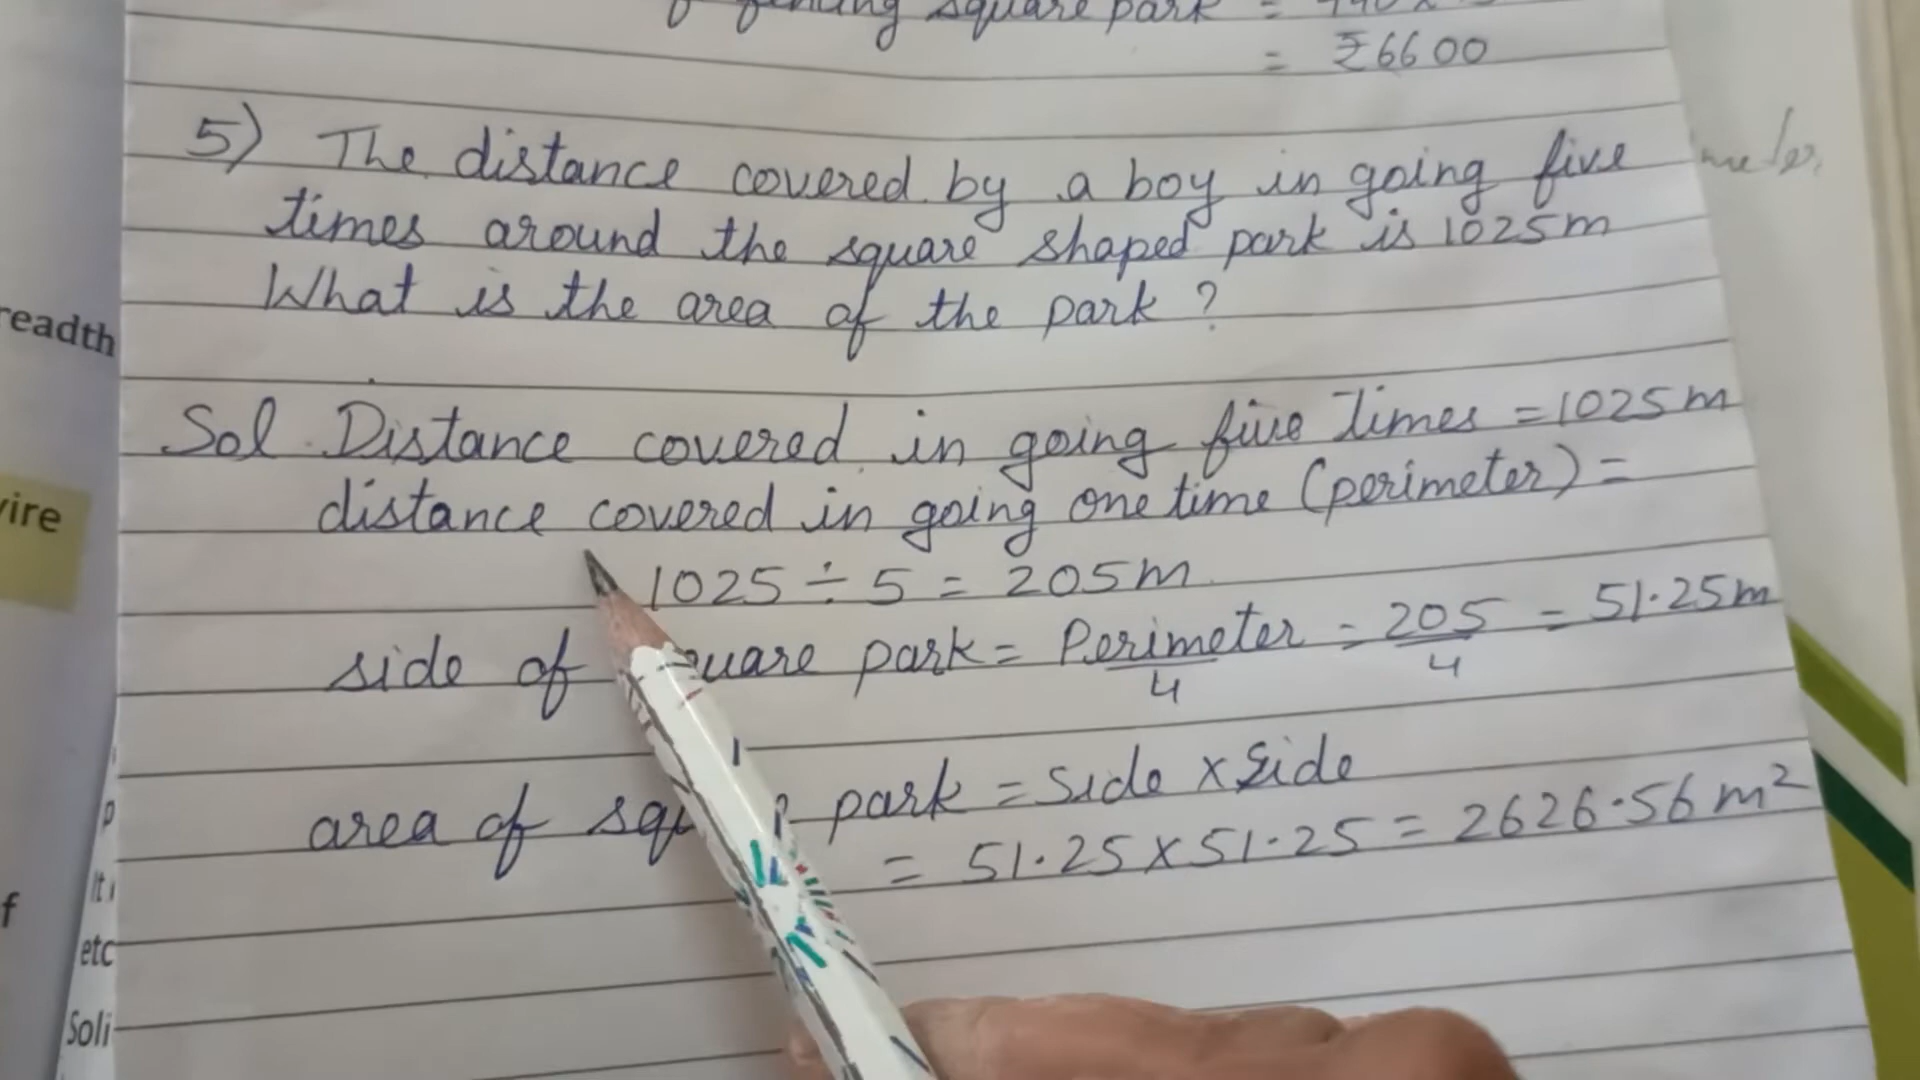 square park =
= ₹6600
5) The distance covered by a boy in going five
times around the square shaped park is 1025m
What is the area of the park ?
Sol. Distance covered in going five times = 1025m
distance covered in going one time (perimeter) =
1025 ÷ 5 = 205m
side of square park = Perimeter/4 = 205/4 = 51.25m
area of park = Side x Side
= 51.25 x 51.25 = 2626.56 m²
readth
ire
f
etc
Soli